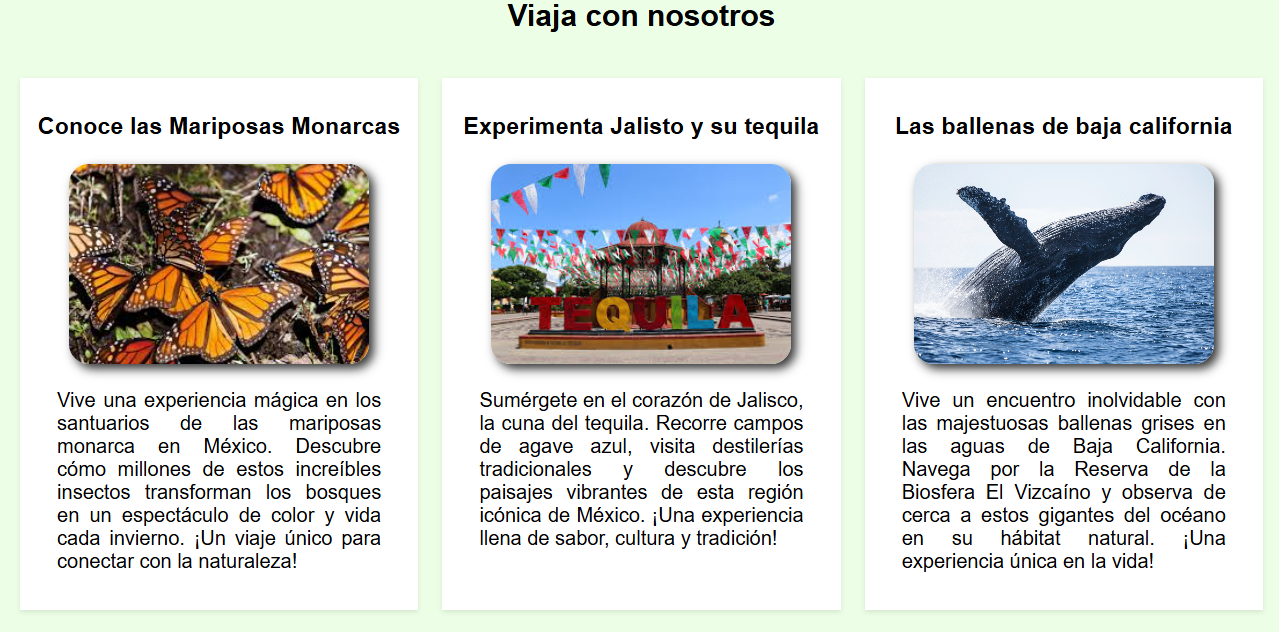 Viaja con nosotros
Conoce las Mariposas Monarcas
Vive una experiencia mágica en los
santuarios de las mariposas
monarca en México. Descubre
cómo millones de estos increíbles
insectos transforman los bosques
en un espectáculo de color y vida
cada invierno. ¡Un viaje único para
conectar con la naturaleza!
Experimenta Jalisto y su tequila
TEQUILA
Sumérgete en el corazón de Jalisco,
la cuna del tequila. Recorre campos
de agave azul, visita destilerías
tradicionales y descubre los
paisajes vibrantes de esta región
icónica de México. ¡Una experiencia
llena de sabor, cultura y tradición!
Las ballenas de baja california
Vive un encuentro inolvidable con
las majestuosas ballenas grises en
las aguas de Baja California.
Navega por la Reserva de la
Biosfera El Vizcaíno y observa de
cerca a estos gigantes del océano
en su hábitat natural. ¡Una
experiencia única en la vida!